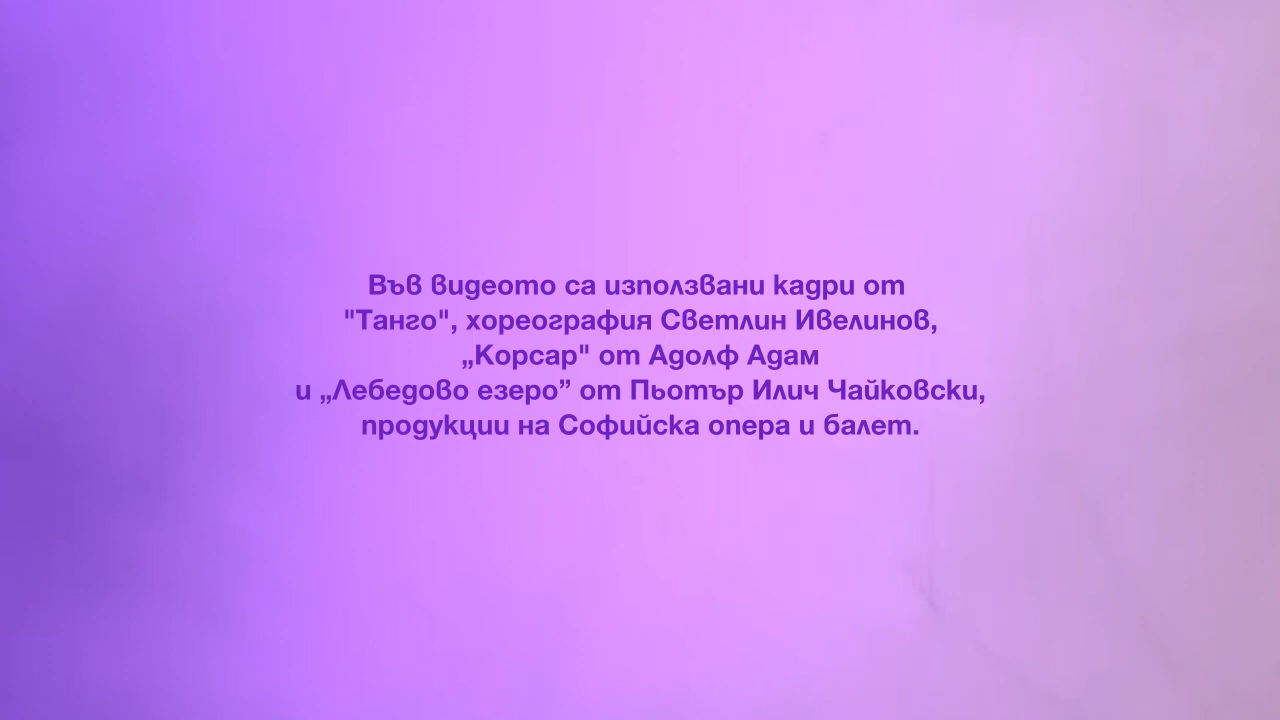 Във видеото са използвани кадри от
"Танго", хореография Светлин Ивелинов,
„Корсар" от Адолф Адам
и „Лебедово езеро” от Пьотър Илич Чайковски,
продукции на Софийска опера и балет.